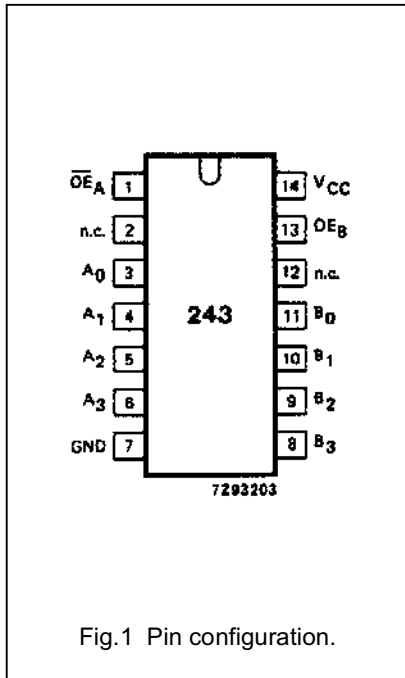 OE̅A 1 14 VCC
n.c. 2 13 OEB
A0 3 12 n.c.
A1 4 243 11 B0
A2 5 10 B1
A3 6 9 B2
GND 7 8 B3
7293203
Fig.1 Pin configuration.